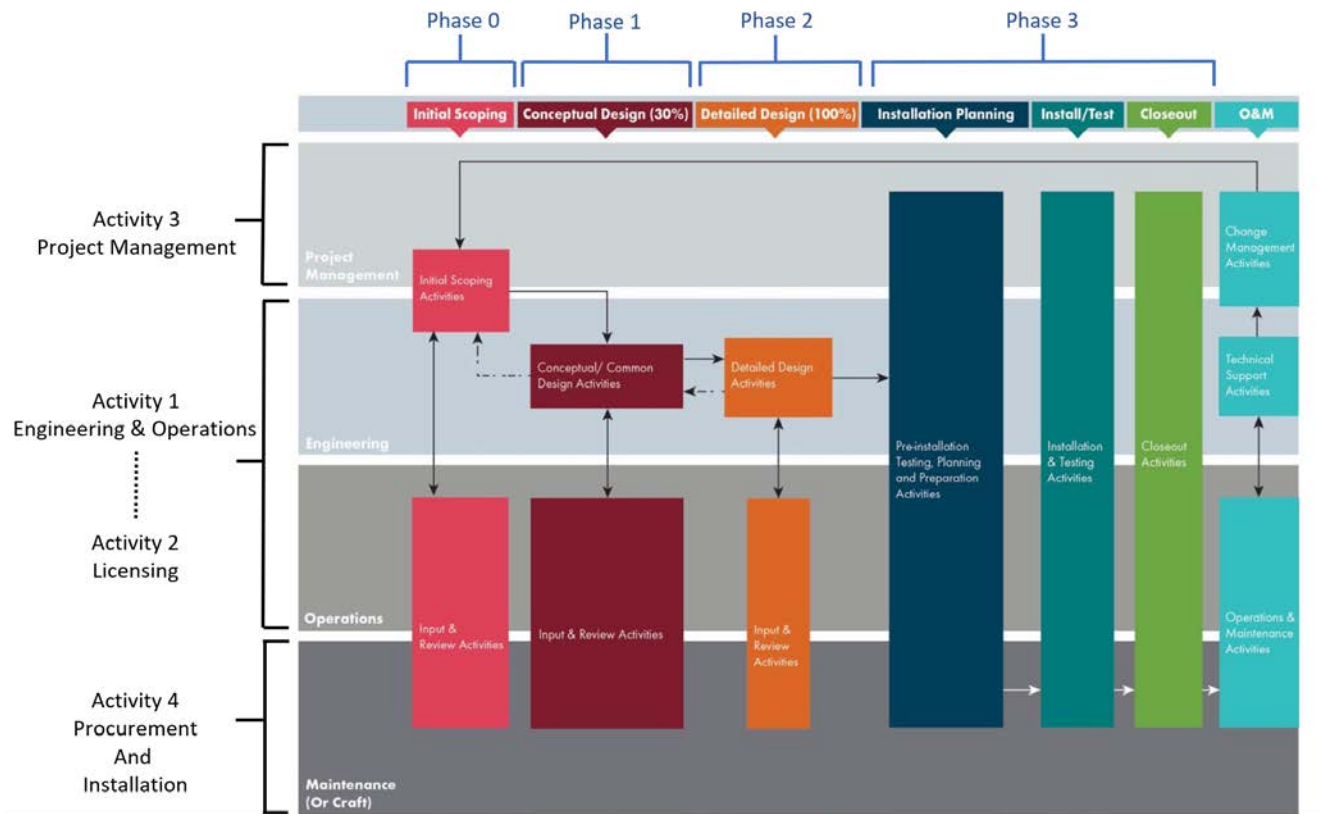 Phase 0
Phase 1
Phase 2
Phase 3
Initial Scoping
Conceptual Design (30%)
Detailed Design (100%)
Installation Planning
Install/Test
Closeout
O&M
Activity 3
Project Management
Project
Management
Initial Scoping
Activities
Change
Management
Activities
Activity 1
Engineering & Operations
Conceptual/ Common
Design Activities
Detailed Design
Activities
Technical
Support
Activities
Engineering
Pre-installation
Testing, Planning
and Preparation
Activities
Installation
& Testing
Activities
Closeout
Activities
Activity 2
Licensing
Operations
Input &
Review Activities
Input & Review Activities
Input &
Review
Activities
Operations &
Maintenance
Activities
Activity 4
Procurement
And
Installation
Maintenance
(Or Craft)